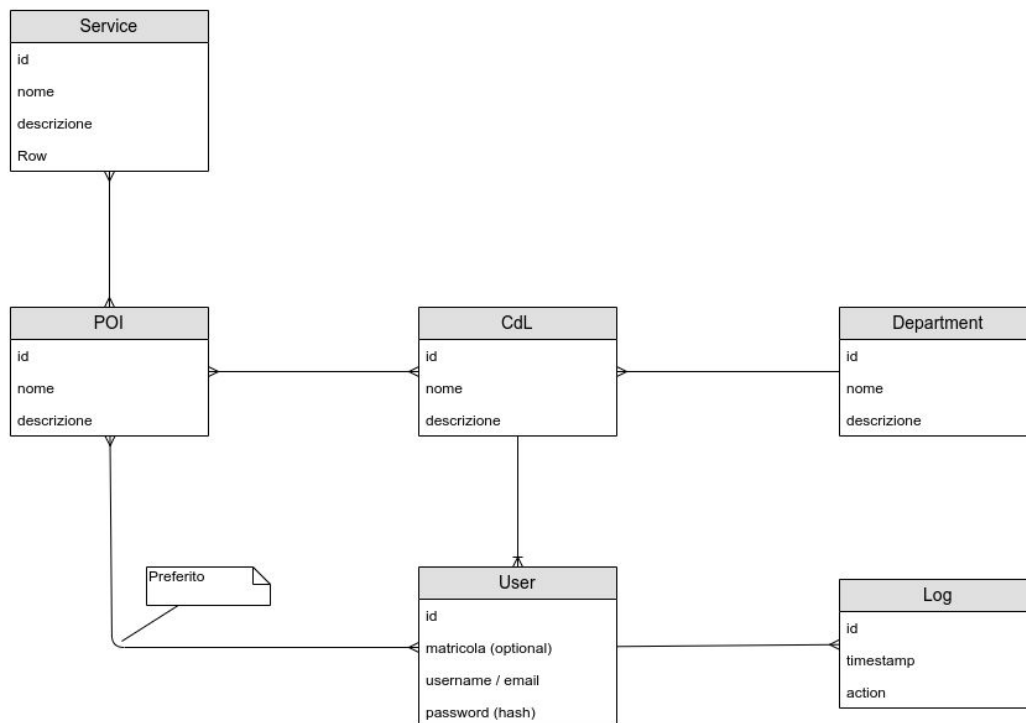 Service
id
nome
descrizione
Row
POI
id
nome
descrizione
CdL
id
nome
descrizione
Department
id
nome
descrizione
Preferito
User
id
matricola (optional)
username / email
password (hash)
Log
id
timestamp
action